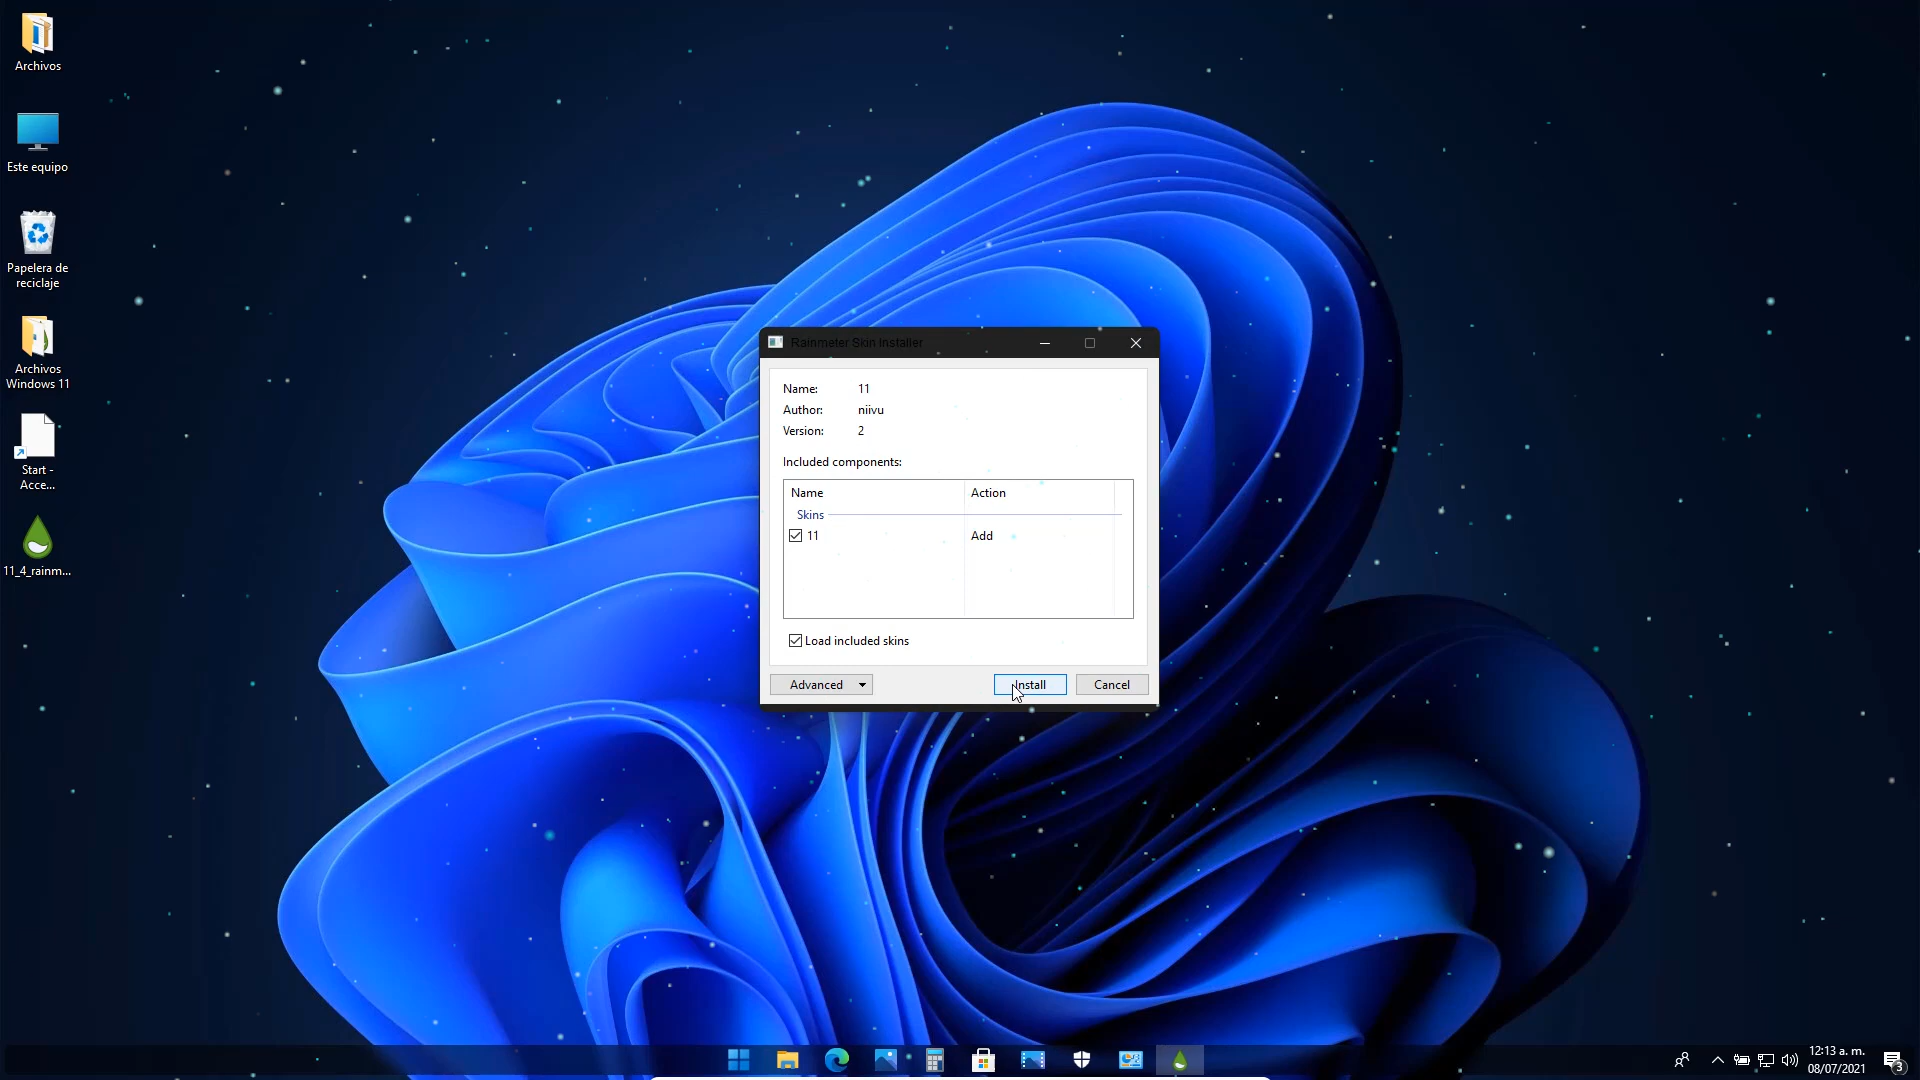 Archivos
Este equipo
Papelera de
reciclaje
Archivos
Windows 11
Start -
Acce...
11_4_rainm...
Rainmeter Skin Installer
Name: 11
Author: niivu
Version: 2
Included components:
Name Action
Skins
11 Add
Load included skins
Advanced Install Cancel
12:13 a. m.
08/07/2021
3